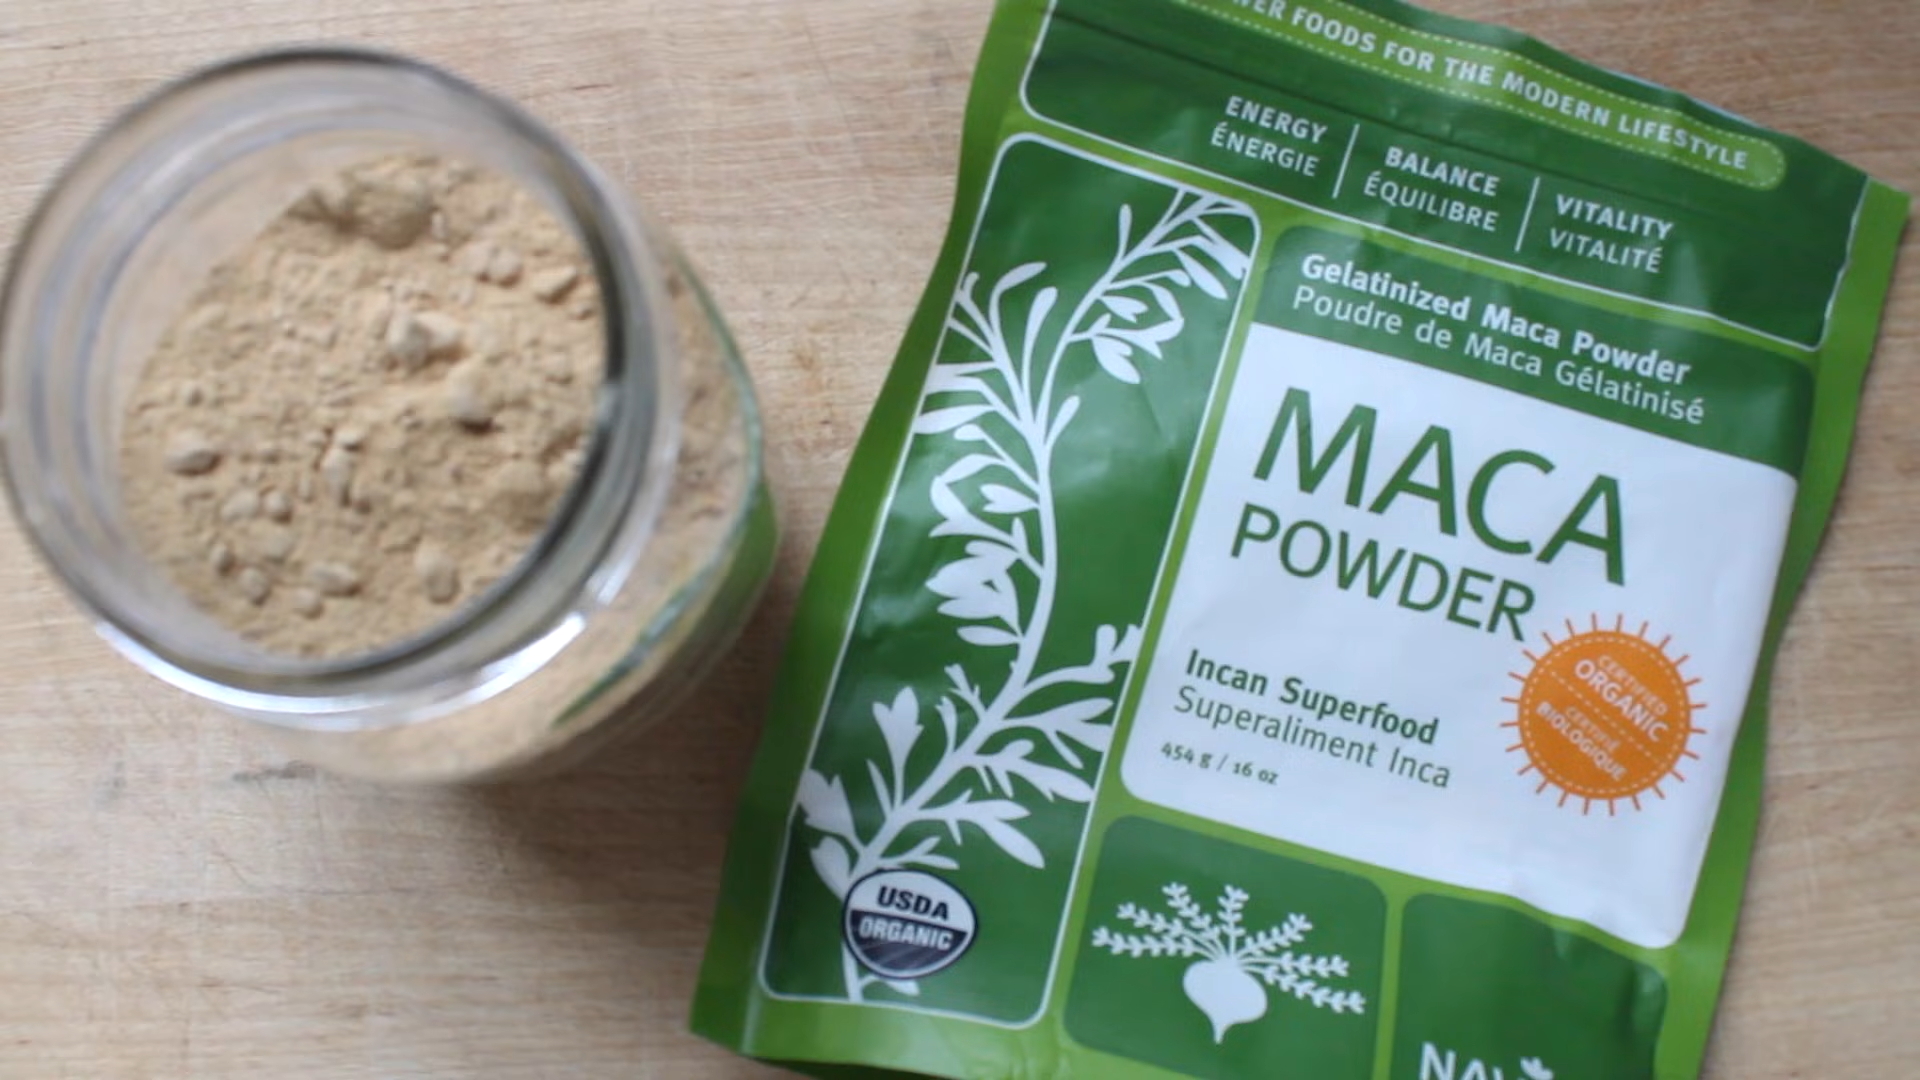 FOODS FOR THE MODERN LIFESTYLE
ENERGY
ÉNERGIE
BALANCE
ÉQUILIBRE
VITALITY
VITALITÉ
Gelatinized Maca Powder
Poudre de Maca Gélatinisé
MACA
POWDER
Incan Superfood
Superaliment Inca
454 g / 16 oz
CERTIFIED
ORGANIC
CERTIFIÉ
BIOLOGIQUE
USDA
ORGANIC